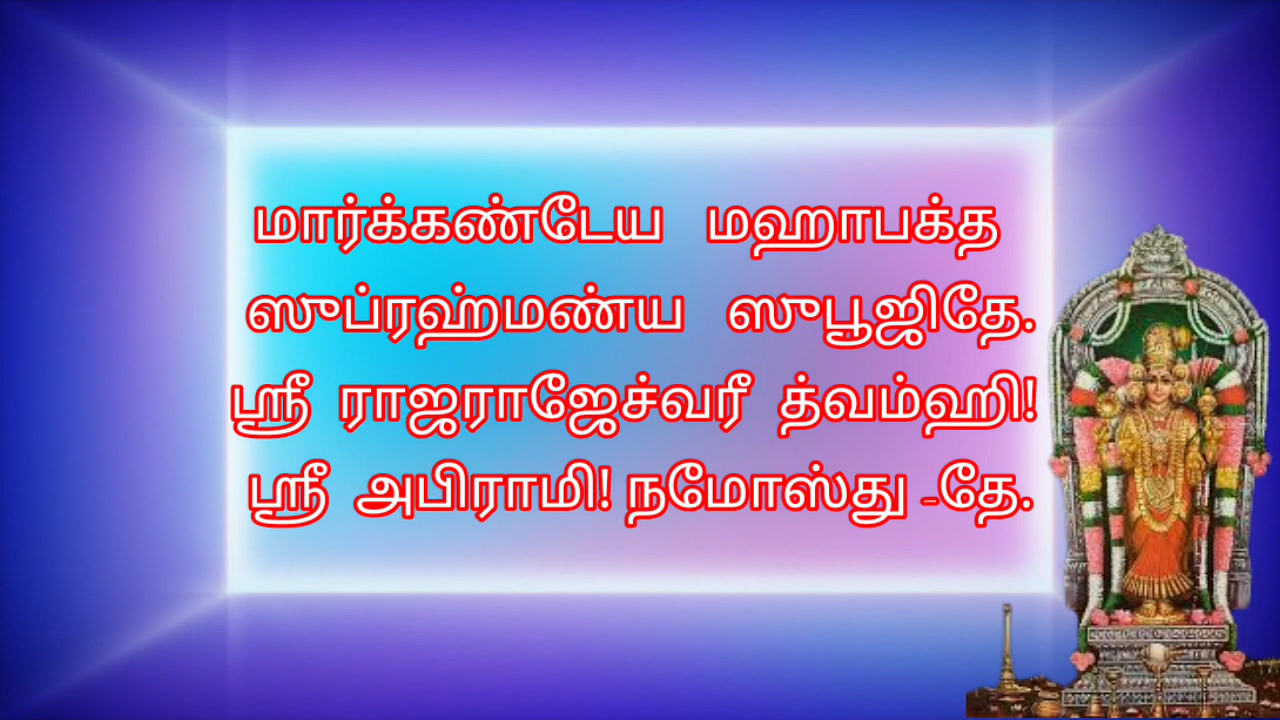 மார்க்கண்டேய மஹாபக்த
ஸுப்ரஹ்மண்ய ஸுபூஜிதே.
ஸ்ரீ ராஜராஜேச்வரீ த்வம்ஹி!
ஸ்ரீ அபிராமி! நமோஸ்து -தே.